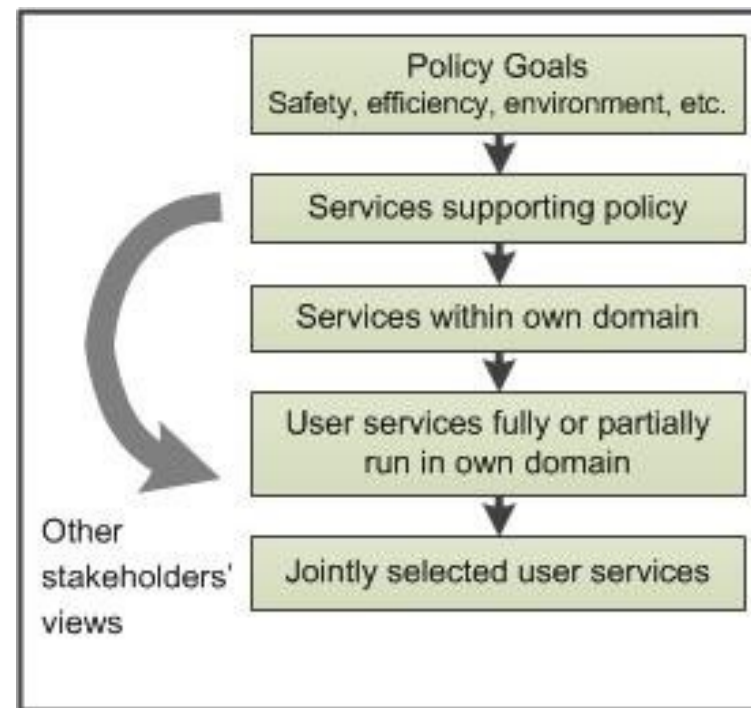 Policy Goals
Safety, efficiency, environment, etc.
Services supporting policy
Services within own domain
User services fully or partially
run in own domain
Other
stakeholders'
views
Jointly selected user services